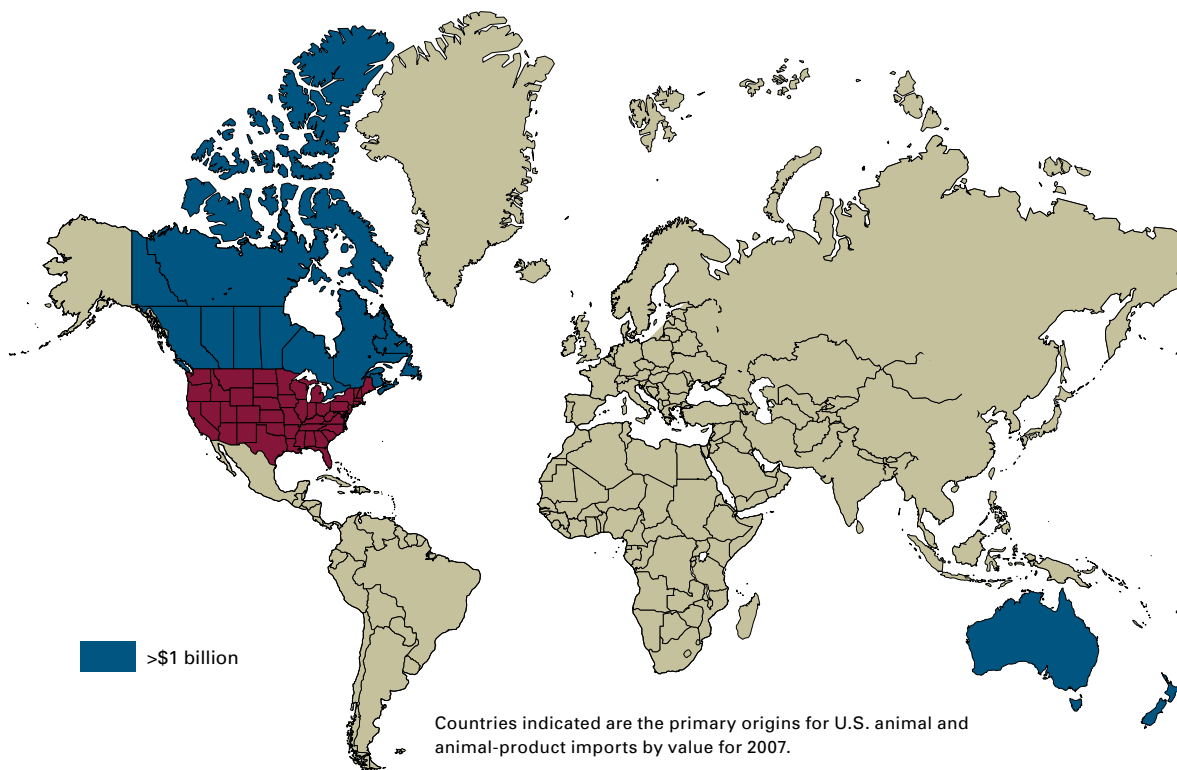 >$1 billion
Countries indicated are the primary origins for U.S. animal and
animal-product imports by value for 2007.